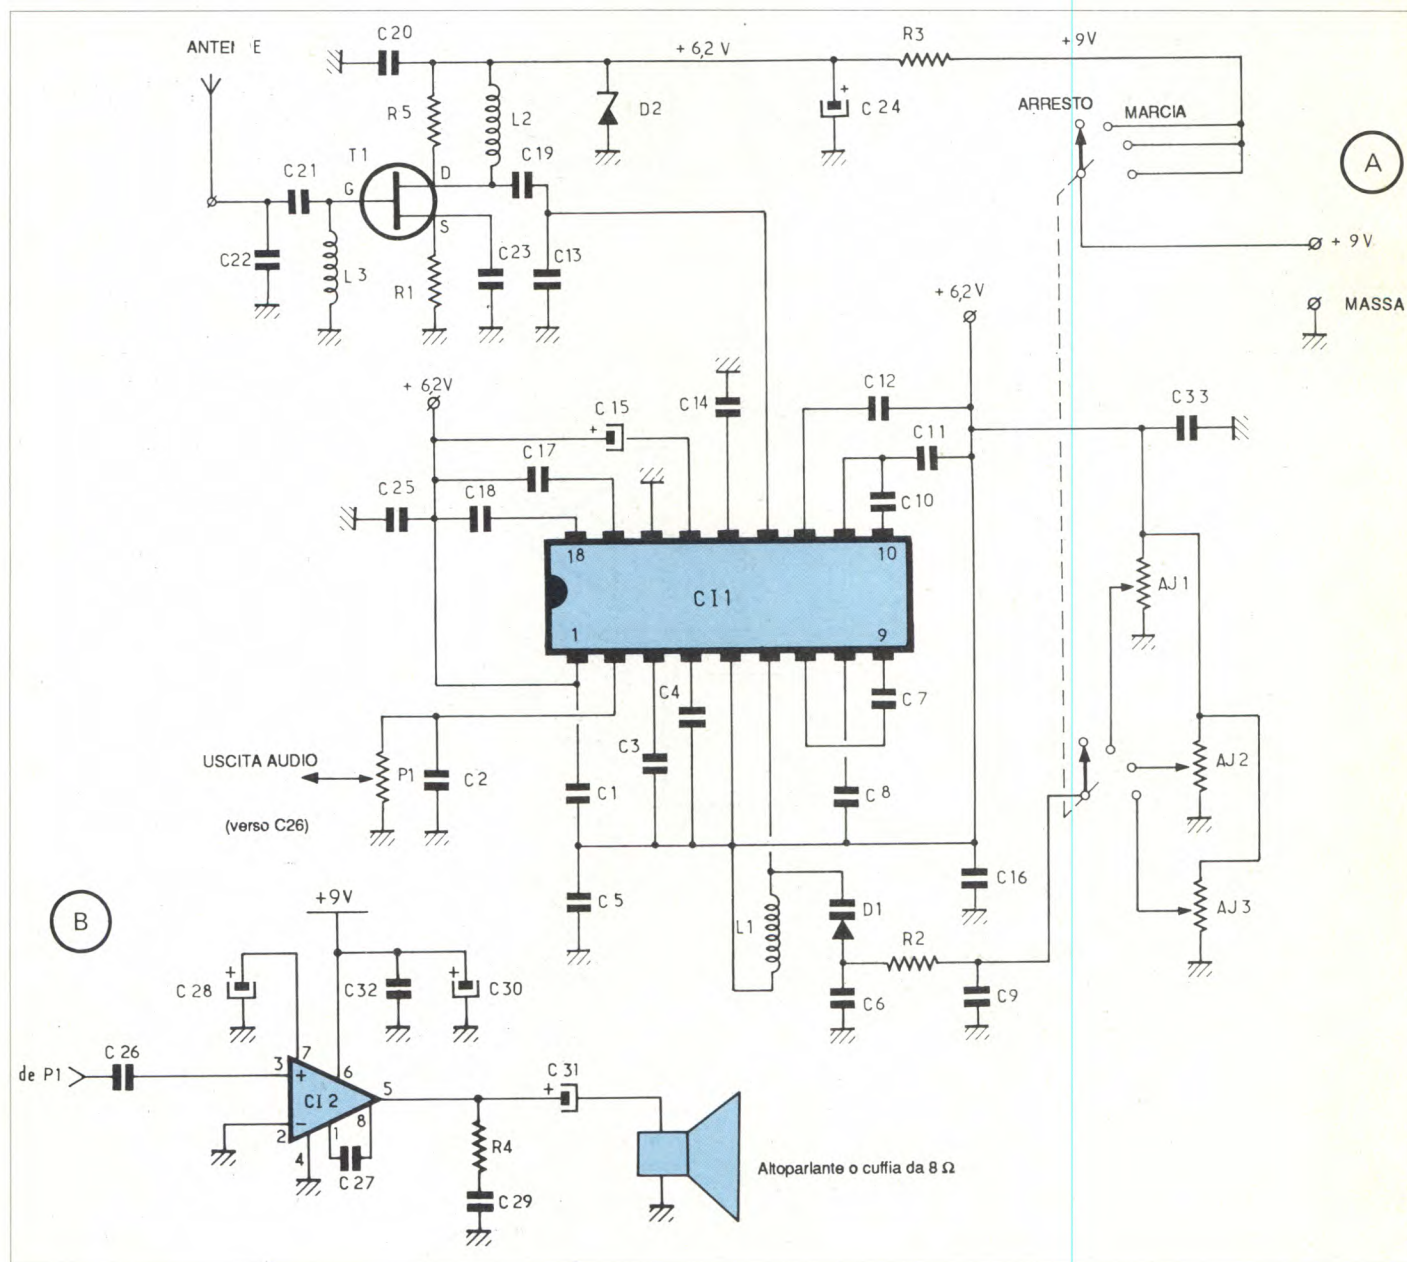 C20
R3
+9V
+ 6,2 V
D2
C 24
ARRESTO
MARCIA
A
R5
L2
T1
C19
C21
G
D
S
C22
L3
R1
C23
C13
+ 9V
MASSA
+ 6,2V
+ 6,2V
C15
C14
C12
C33
C17
C11
C25
C18
C10
18
10
CI1
1
9
AJ1
C4
C7
C3
USCITA AUDIO
P1
C2
C1
C8
AJ2
(verso C26)
C16
B
+9V
C5
L1
D1
AJ3
R2
C28
C32
C30
C6
C9
C26
de P1
3
7
+
6
CI2
5
C31
2
−
1
8
4
C27
R4
C29
Altoparlante o cuffia da 8 Ω